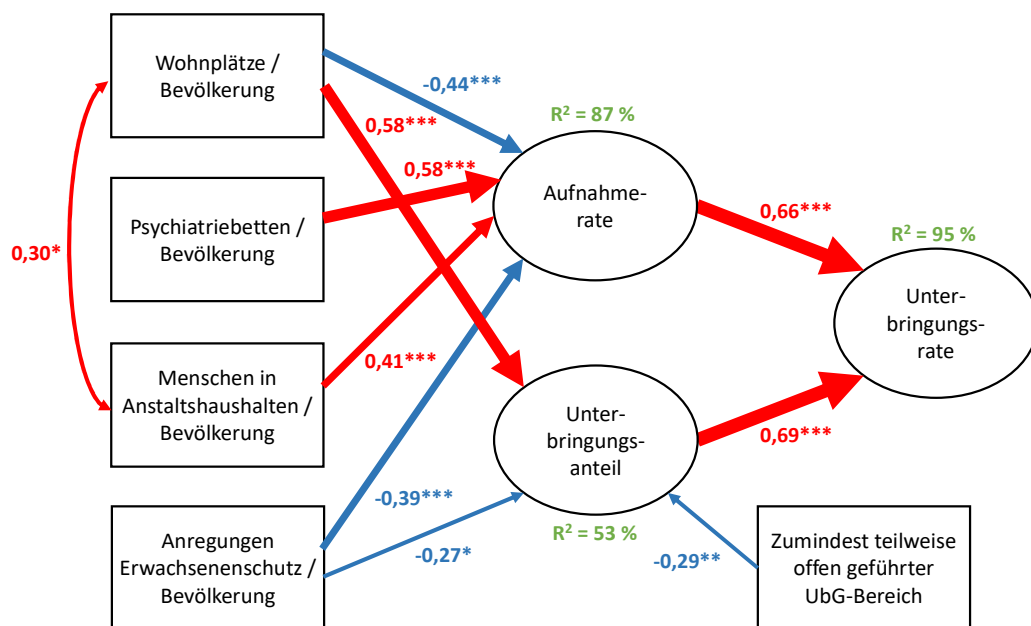 Wohnplätze /
Bevölkerung
-0,44***
R² = 87 %
0,58***
0,58***
Aufnahme-
rate
Psychiatriebetten /
Bevölkerung
0,30*
0,66***
R² = 95 %
Unter-
bringungs-
rate
Menschen in
Anstaltshaushalten /
Bevölkerung
0,41***
Unter-
bringungs-
anteil
0,69***
-0,39***
R² = 53 %
-0,27*
-0,29**
Anregungen
Erwachsenenschutz /
Bevölkerung
Zumindest teilweise
offen geführter
UbG-Bereich